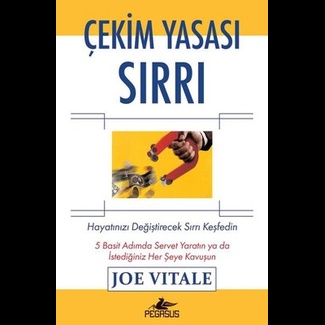 ÇEKİM YASASI
SIRRI
Hayatınızı Değiştirecek Sırrı Keşfedin
5 Basit Adımda Servet Yaratın ya da
İstediğiniz Her Şeye Kavuşun
JOE VITALE
PEGASUS